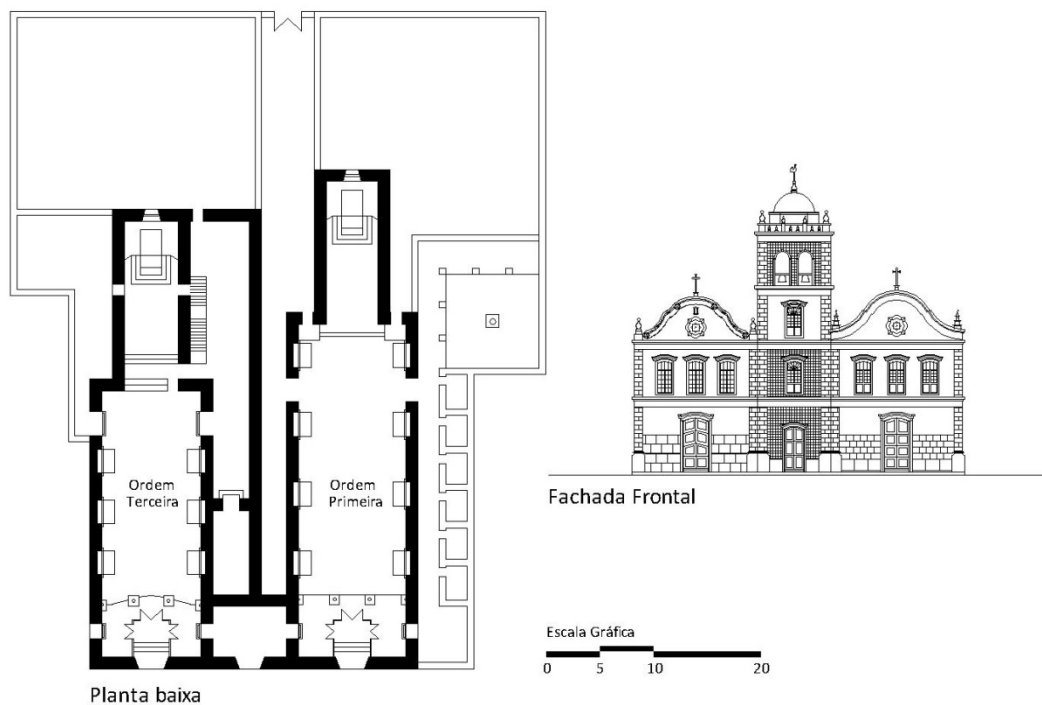 Ordem
Terceira
Ordem
Primeira
Planta baixa
Fachada Frontal
Escala Gráfica
0 5 10 20